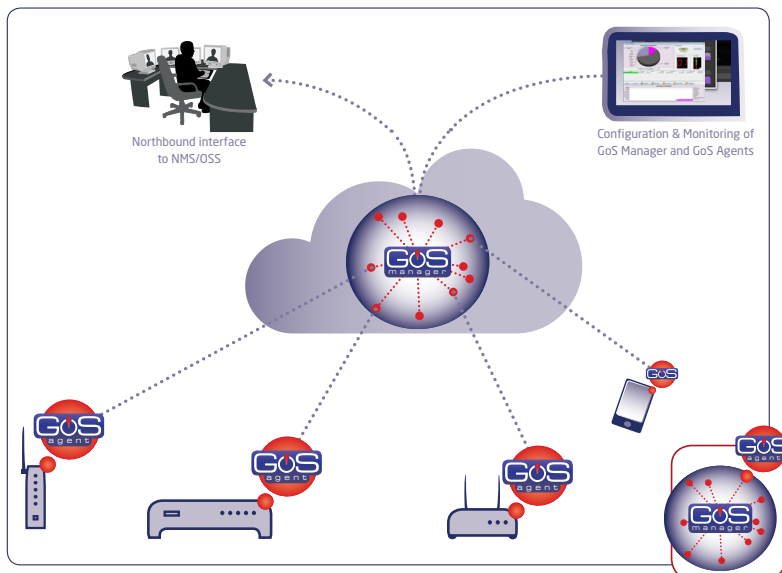 Northbound interface
to NMS/OSS
Configuration & Monitoring of
GoS Manager and GoS Agents
GoS
manager
GoS
agent
GoS
agent
GoS
agent
GoS
GoS
agent
GoS
manager